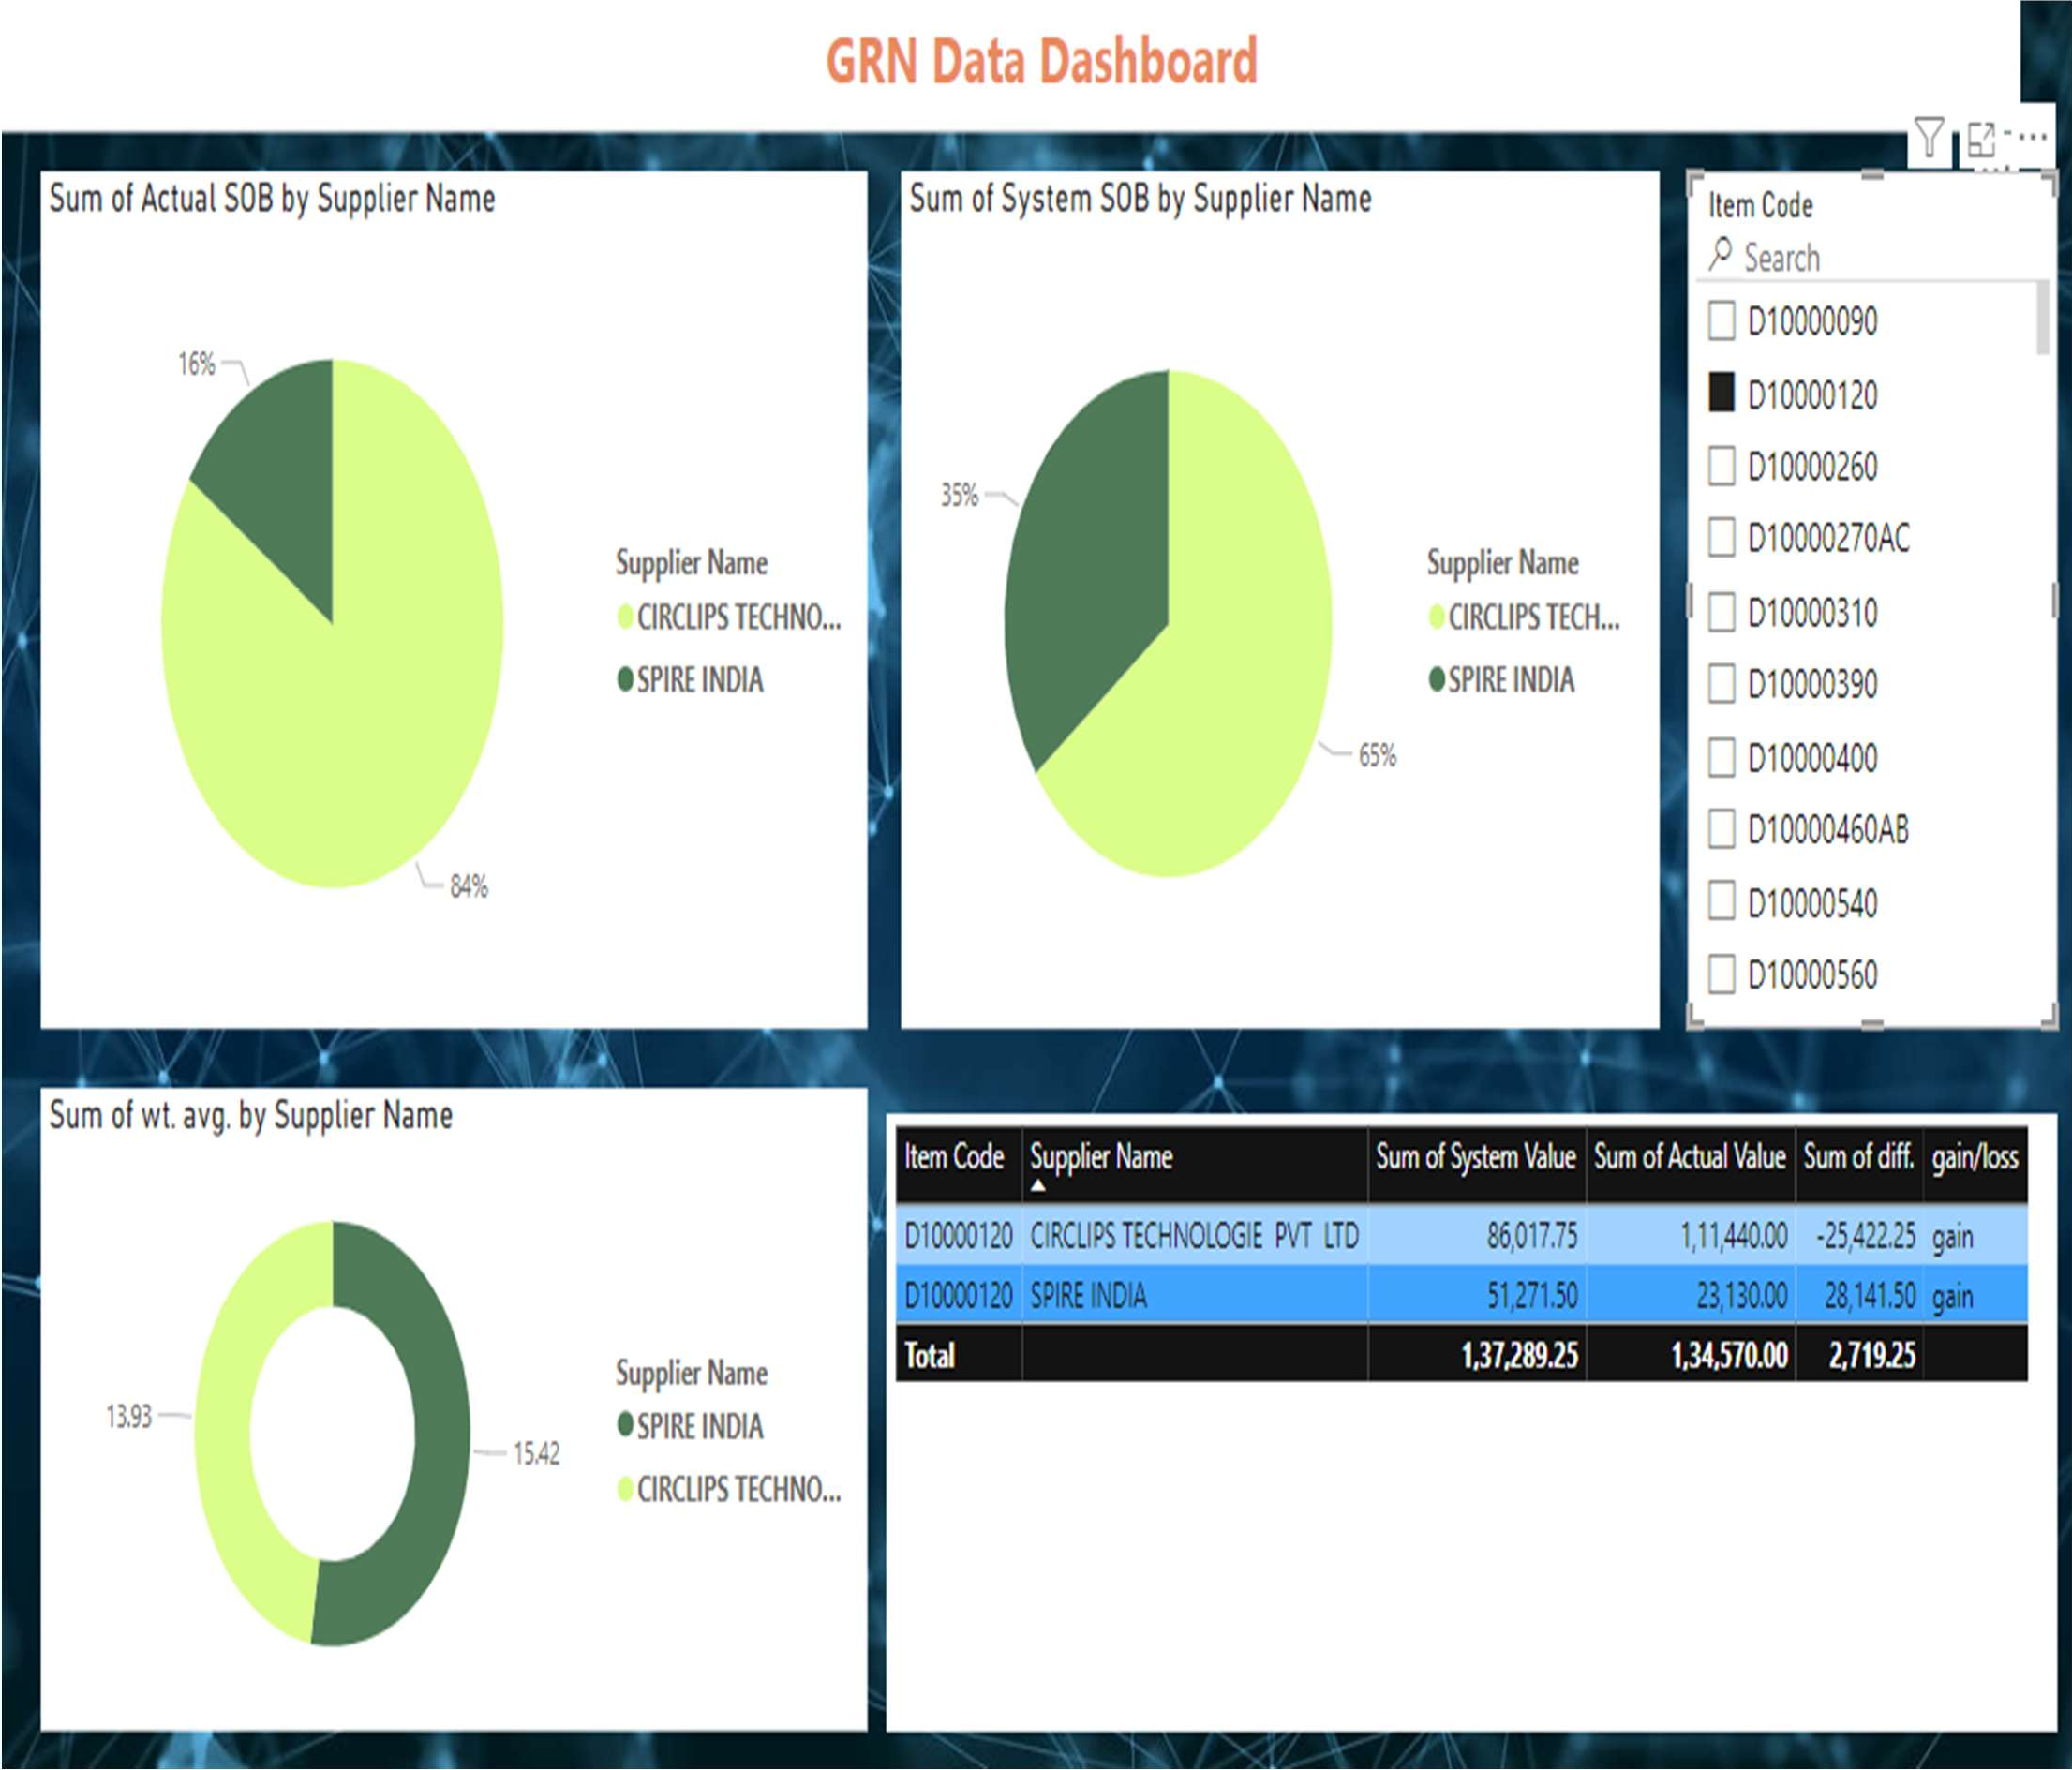 GRN Data Dashboard
Sum of Actual SOB by Supplier Name
16%
84%
Supplier Name
CIRCLIPS TECHNO...
SPIRE INDIA
Sum of System SOB by Supplier Name
35%
65%
Supplier Name
CIRCLIPS TECH...
SPIRE INDIA
Item Code
Search
D10000090
D10000120
D10000260
D10000270AC
D10000310
D10000390
D10000400
D10000460AB
D10000540
D10000560
Sum of wt. avg. by Supplier Name
13.93
15.42
Supplier Name
SPIRE INDIA
CIRCLIPS TECHNO...
Item Code Supplier Name Sum of System Value Sum of Actual Value Sum of diff. gain/loss
D10000120 CIRCLIPS TECHNOLOGIE PVT LTD 86,017.75 1,11,440.00 -25,422.25 gain
D10000120 SPIRE INDIA 51,271.50 23,130.00 28,141.50 gain
Total 1,37,289.25 1,34,570.00 2,719.25